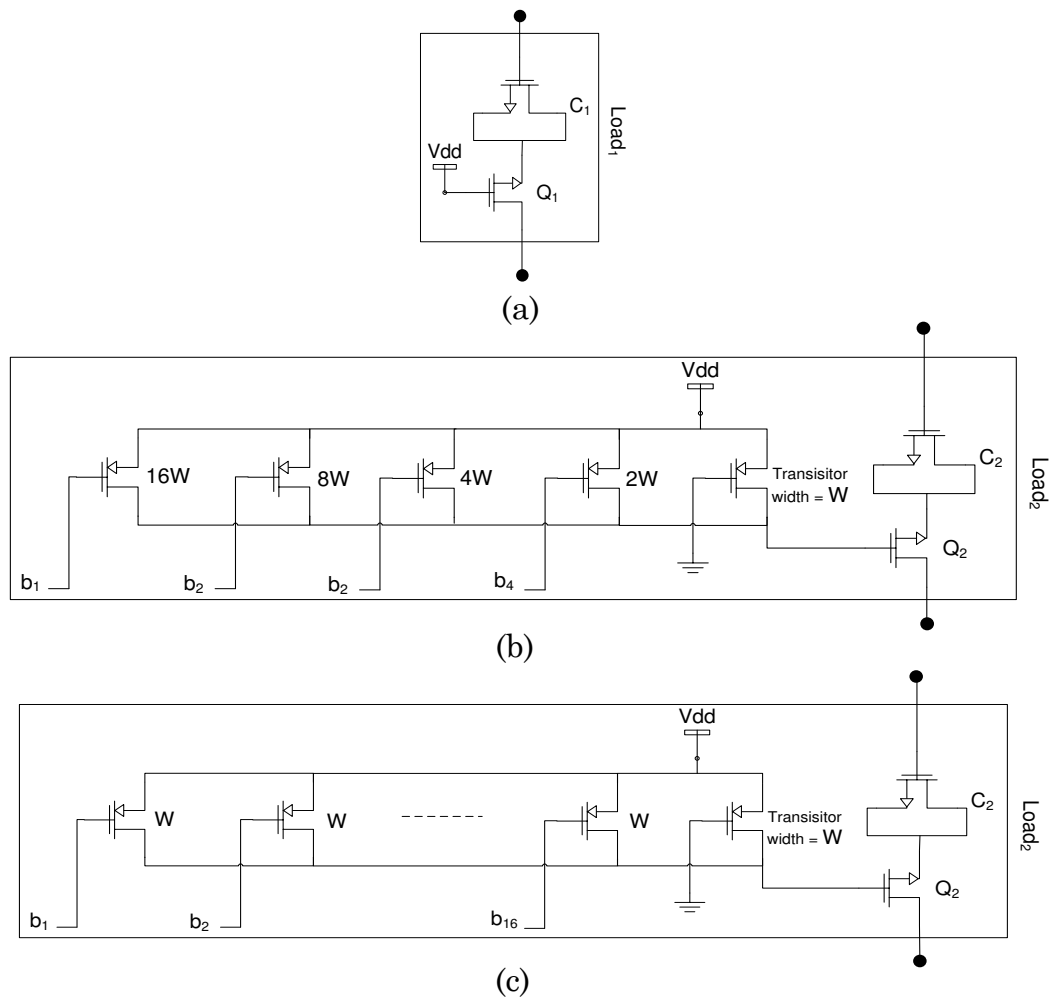 C1
Load1
Vdd
Q1
(a)
Vdd
16W
8W
4W
2W
Transisitor
width = W
C2
Load2
Q2
b1
b2
b2
b4
(b)
Vdd
W
W
W
Transisitor
width = W
C2
Load2
Q2
b1
b2
b16
(c)